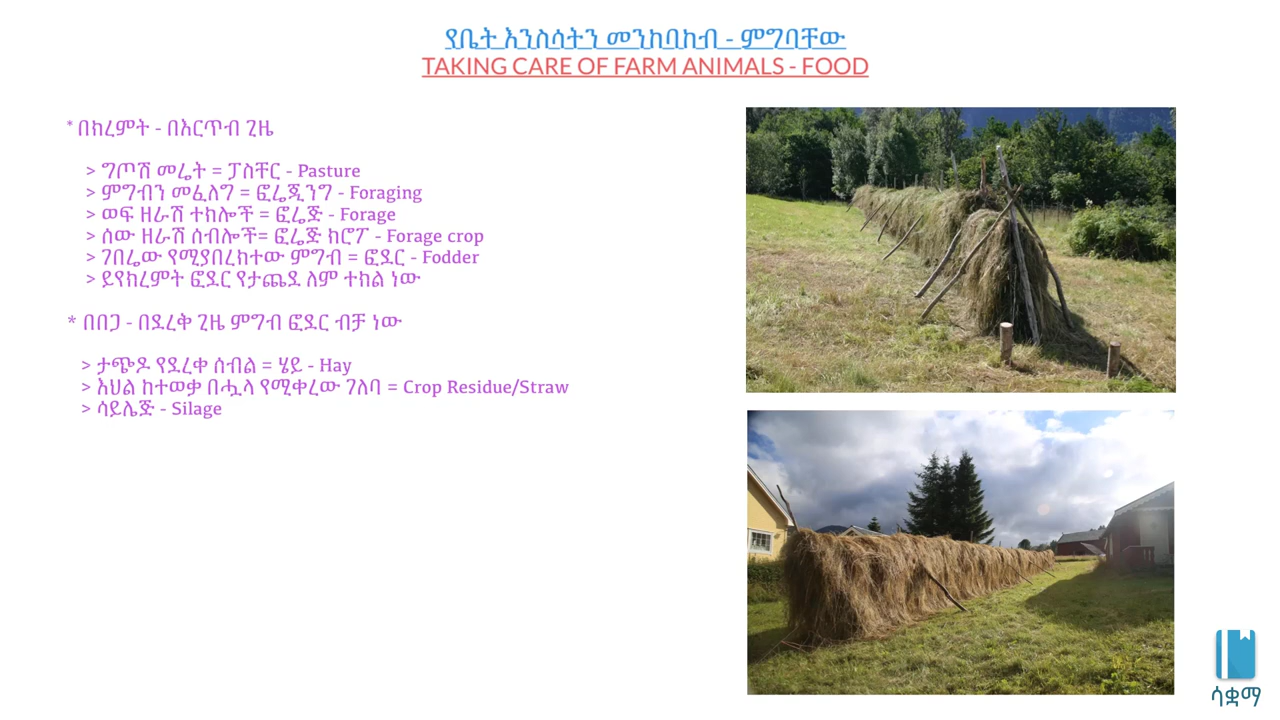 የቤት እንስሳትን መንከባከብ - ምግባቸው
TAKING CARE OF FARM ANIMALS - FOOD
* በክረምት - በእርጥብ ጊዜ
> ግጦሽ መሬት = ፓስቸር - Pasture
> ምግብን መፈለግ = ፎሬጂንግ - Foraging
> ወፍ ዘራሽ ተክሎች = ፎሬጅ - Forage
> ሰው ዘራሽ ሰብሎች= ፎሬጅ ክሮፖ - Forage crop
> ገበሬው የሚያበረክተው ምግብ = ፎደር - Fodder
> ይየክረምት ፎደር የታጨደ ለም ተክል ነው
* በበጋ - በደረቅ ጊዜ ምግብ ፎደር ብቻ ነው
> ታጭዶ የደረቀ ሰብል = ሄይ - Hay
> እህል ከተወቃ በሗላ የሚቀረው ገለባ = Crop Residue/Straw
> ሳይሌጅ - Silage
ሳቋማ